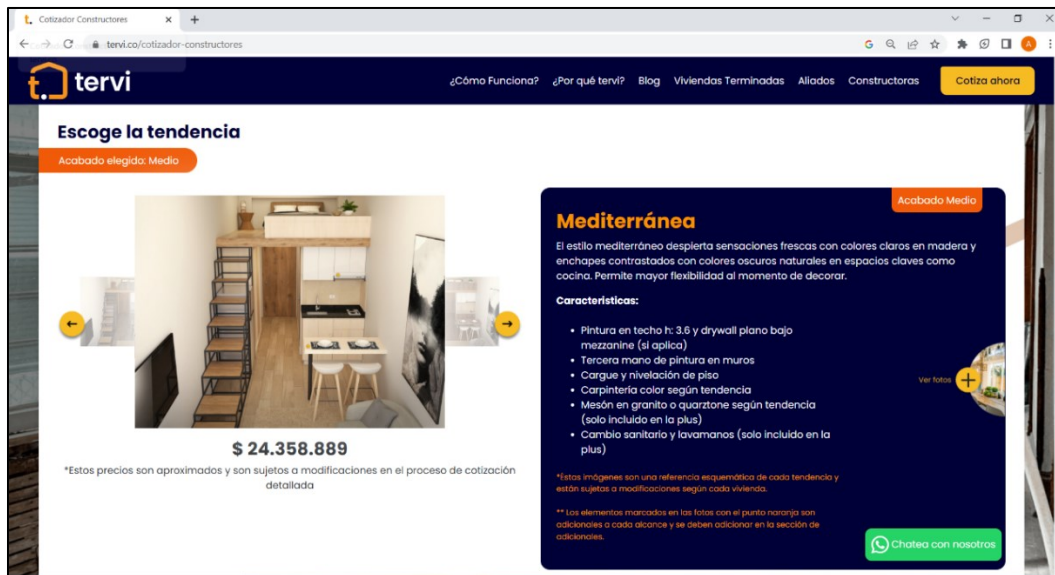 t. Cotizador Constructores
tervi.co/cotizador-constructores
G
A
t. tervi
¿Cómo Funciona? ¿Por qué tervi? Blog Viviendas Terminadas Aliados Constructoras Cotiza ahora
Escoge la tendencia
Acabado elegido: Medio
$ 24.358.889
*Estos precios son aproximados y son sujetos a modificaciones en el proceso de cotización
detallada
Acabado Medio
Mediterránea
El estilo mediterráneo despierta sensaciones frescas con colores claros en madera y
enchapes contrastados con colores oscuros naturales en espacios claves como
cocina. Permite mayor flexibilidad al momento de decorar.
Caracteristicas:
• Pintura en techo h: 3.6 y drywall plano bajo
mezzanine (si aplica)
• Tercera mano de pintura en muros
• Cargue y nivelación de piso
• Carpintería color según tendencia
• Mesón en granito o quarztone según tendencia
(solo incluido en la plus)
• Cambio sanitario y lavamanos (solo incluido en la
plus)
Ver fotos
*Estas imágenes son una referencia esquemática de cada tendencia y
están sujetas a modificaciones según cada vivienda.
** Los elementos marcados en las fotos con el punto naranja son
adicionales a cada alcance y se deben adicionar en la sección de
adicionales.
Chatea con nosotros